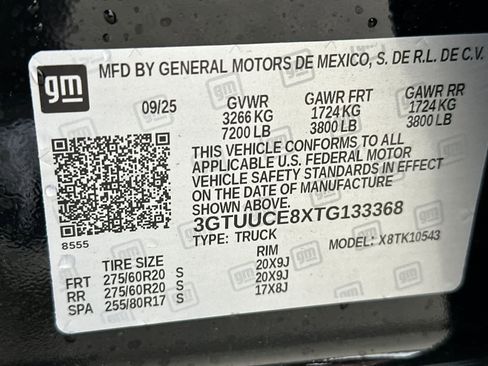 gm
MFD BY GENERAL MOTORS DE MEXICO, S. DE R.L. DE C.V.
09/25 GVWR GAWR FRT GAWR RR
3266 KG 1724 KG 1724 KG
7200 LB 3800 LB 3800 LB
THIS VEHICLE CONFORMS TO ALL
APPLICABLE U.S. FEDERAL MOTOR
VEHICLE SAFETY STANDARDS IN EFFECT
ON THE DATE OF MANUFACTURE
SHOWN ABOVE.
3GTUUCE8XTG133368
8555 TYPE: TRUCK MODEL: X8TK10543
TIRE SIZE RIM
FRT 275/60R20 S 20X9J
RR 275/60R20 S 20X9J
SPA 255/80R17 S 17X8J